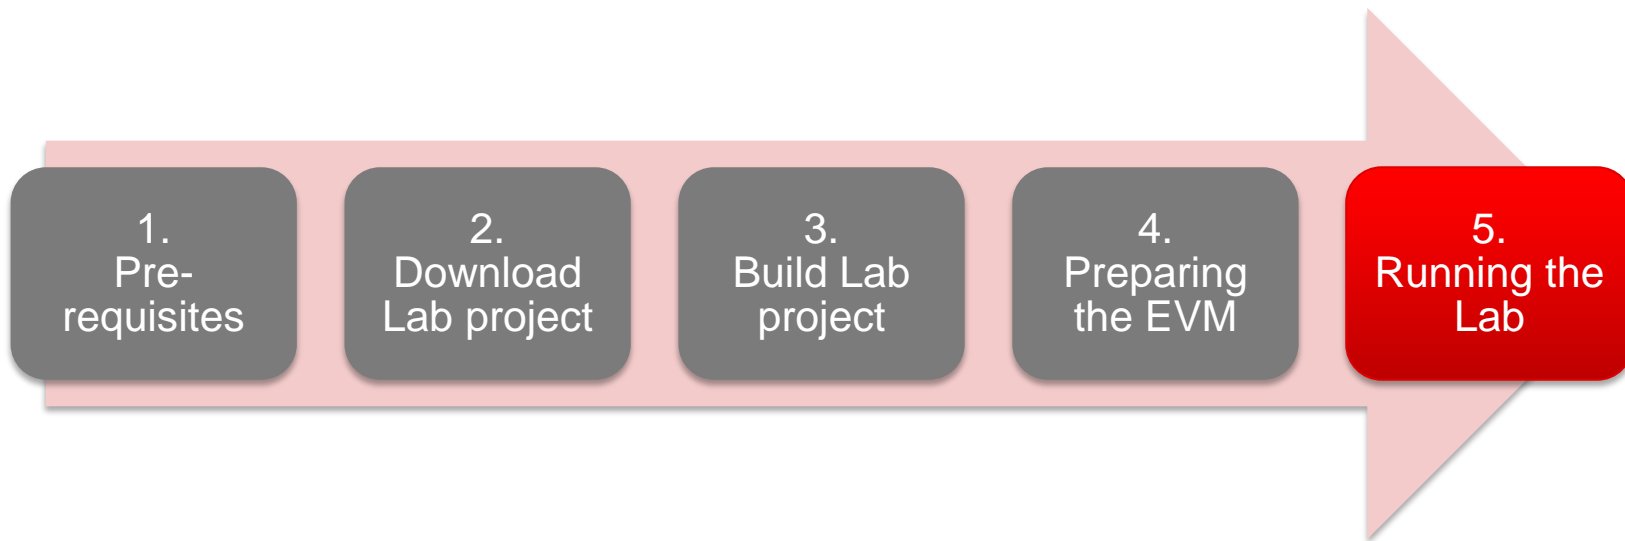 1.
Pre-
requisites
2.
Download
Lab project
3.
Build Lab
project
4.
Preparing
the EVM
5.
Running the
Lab